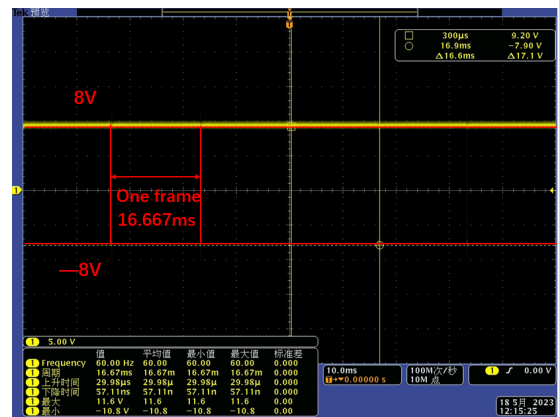 Tek 预览
300μs 9.20 V
16.9ms −7.90 V
Δ16.6ms Δ17.1 V
8V
One frame
16.667ms
—8V
1 5.00 V
值 平均值 最小值 最大值 标准差
1 Frequency 60.00 Hz 60.00 60.00 60.00 0.000
1 周期 16.67ms 16.67m 16.67m 16.67m 0.000
1 上升时间 29.98μs 29.98μ 29.98μ 29.98μ 0.000
1 下降时间 57.11ns 57.11n 57.11n 57.11n 0.000
1 最大 11.6 V 11.6 11.6 11.6 0.00
1 最小 −10.8 V −10.8 −10.8 −10.8 0.00
10.0ms
T 0.00000 s
100M次/秒
10M 点
1 0.00 V
18 5月 2023
12:15:25